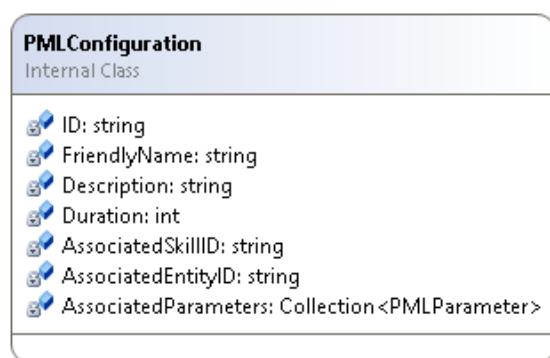 PMLConfiguration
Internal Class
ID: string
FriendlyName: string
Description: string
Duration: int
AssociatedSkillID: string
AssociatedEntityID: string
AssociatedParameters: Collection<PMLParameter>